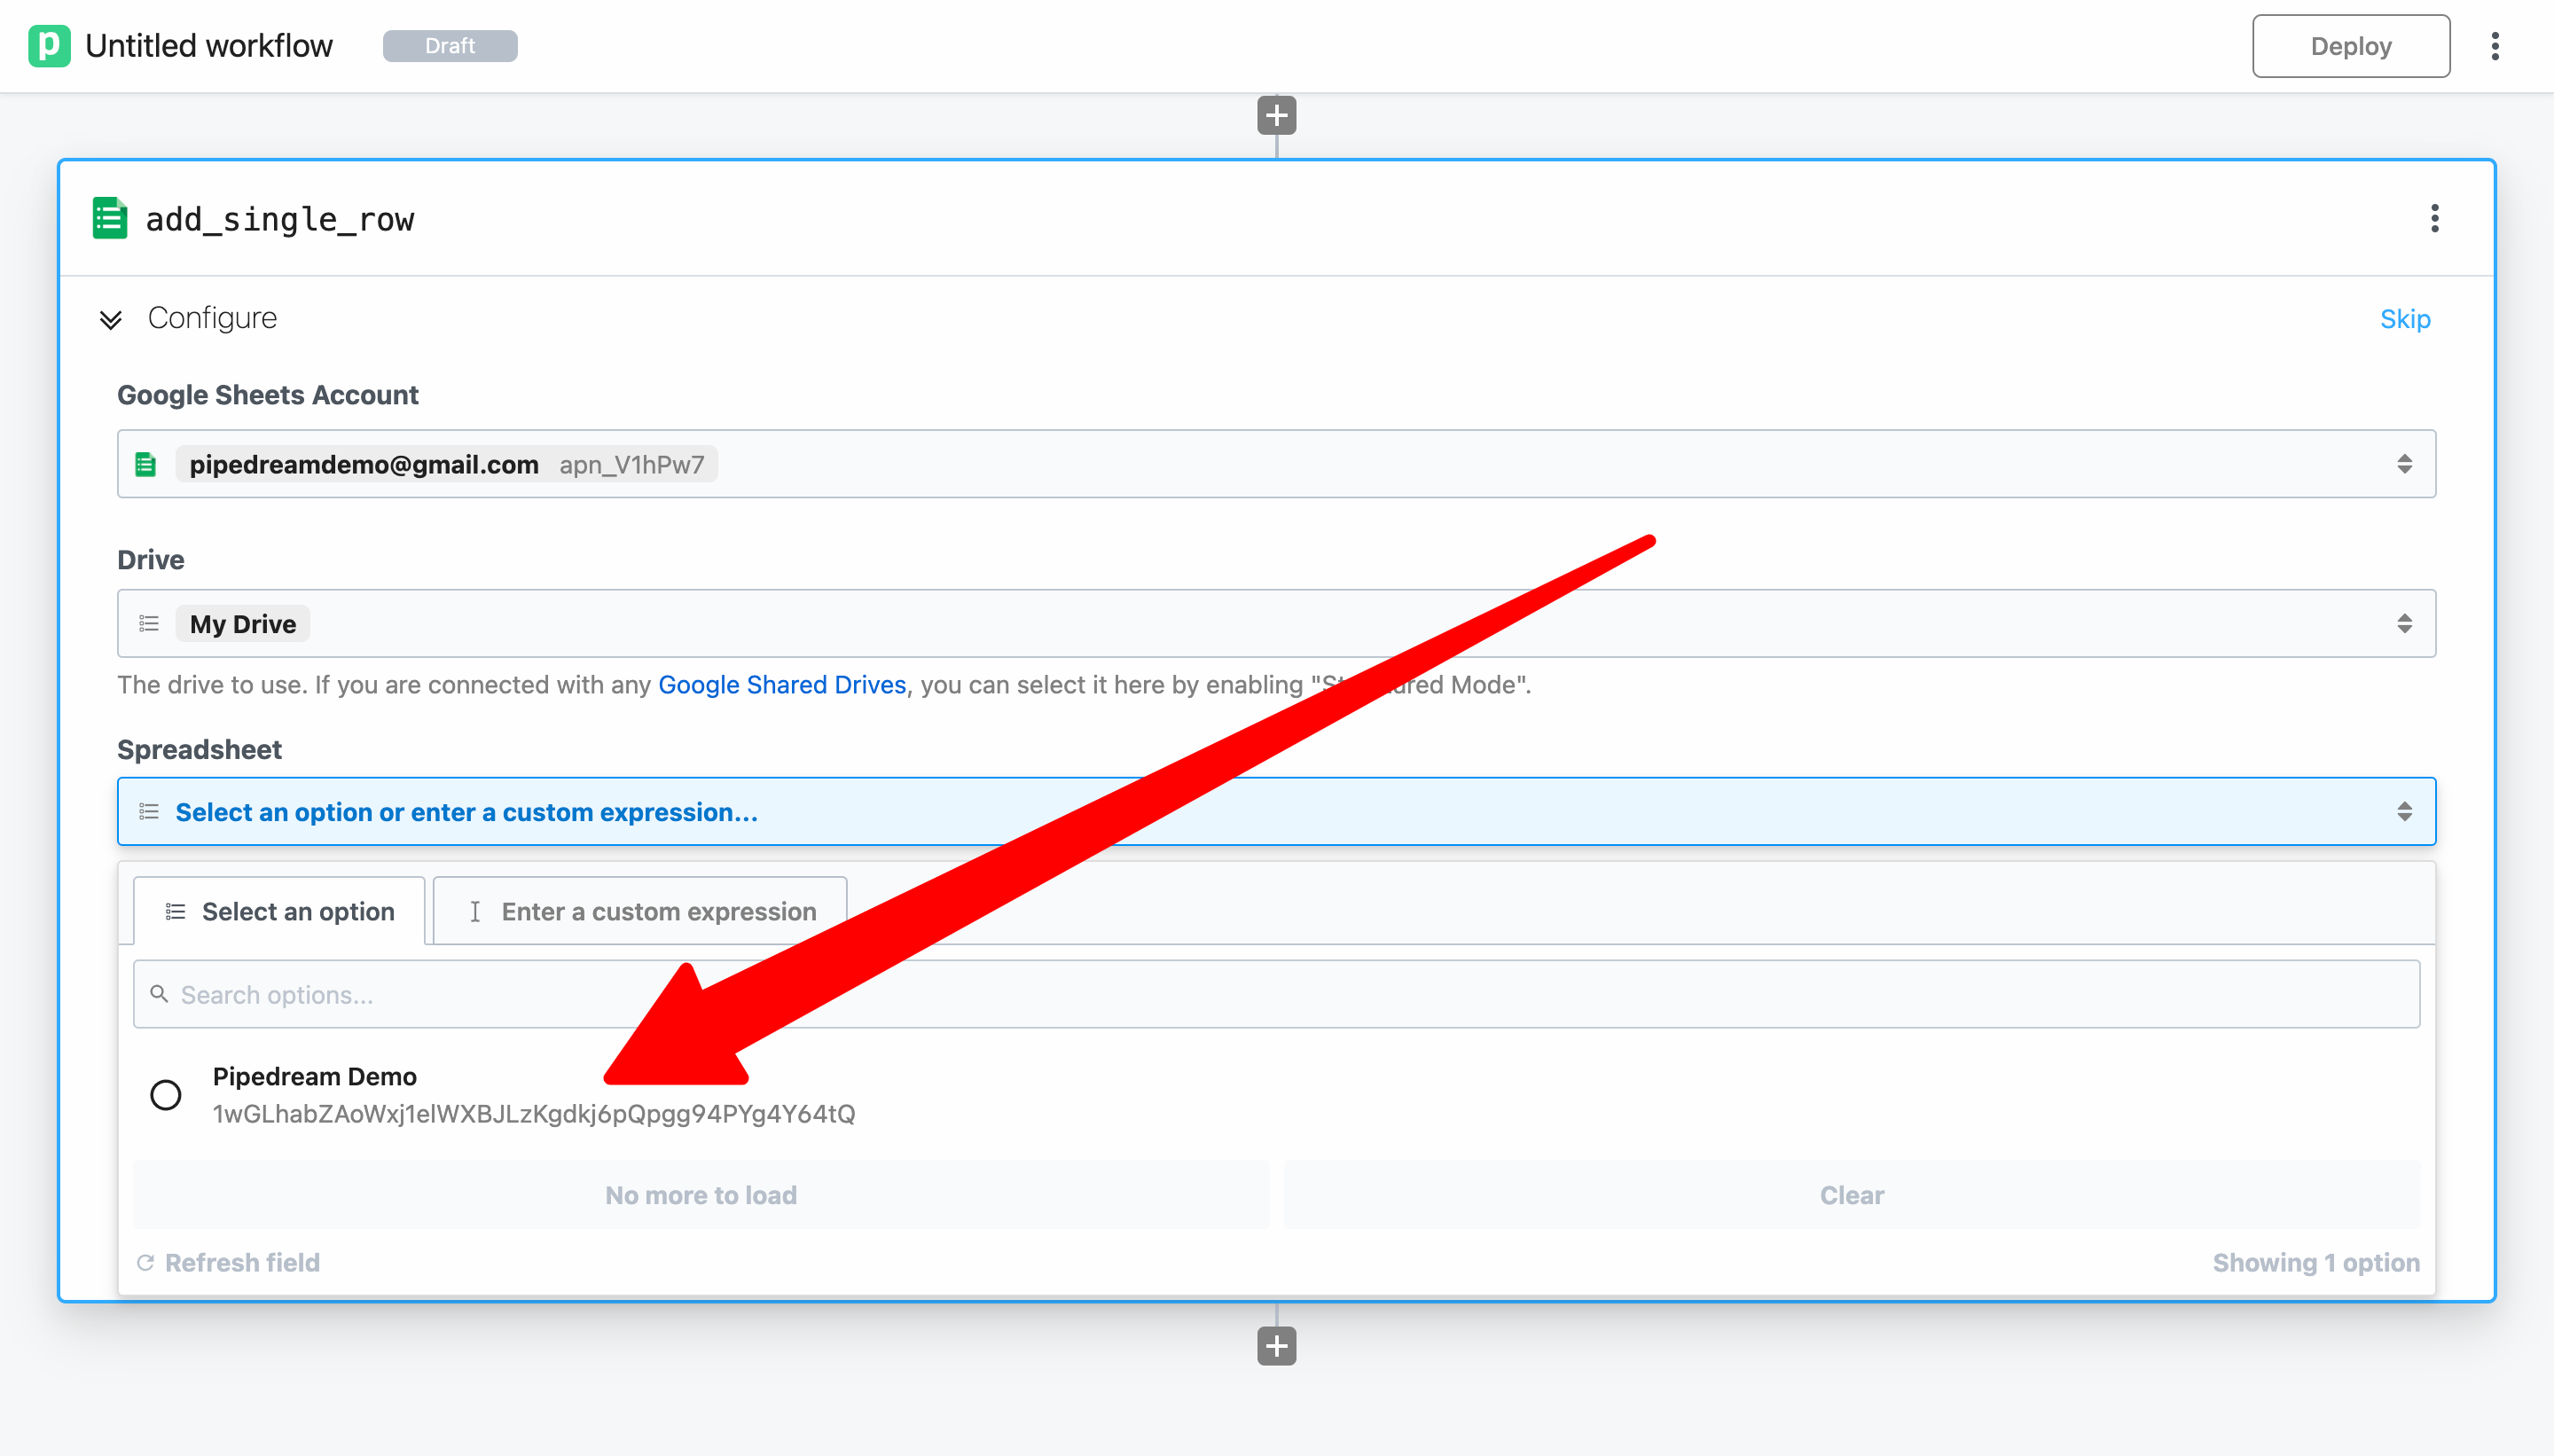 p Untitled workflow Draft Deploy
add_single_row
Configure Skip
Google Sheets Account
pipedreamdemo@gmail.com apn_V1hPw7
Drive
My Drive
The drive to use. If you are connected with any Google Shared Drives, you can select it here by enabling Mode".
Spreadsheet
Select an option or enter a custom expression...
Select an option Enter a custom expression
Search options...
Pipedream Demo
1wGLhabZAoWxj1elWXBJLzKgdkj6pQpgg94PYg4Y64tQ
No more to load Clear
Refresh field Showing 1 option